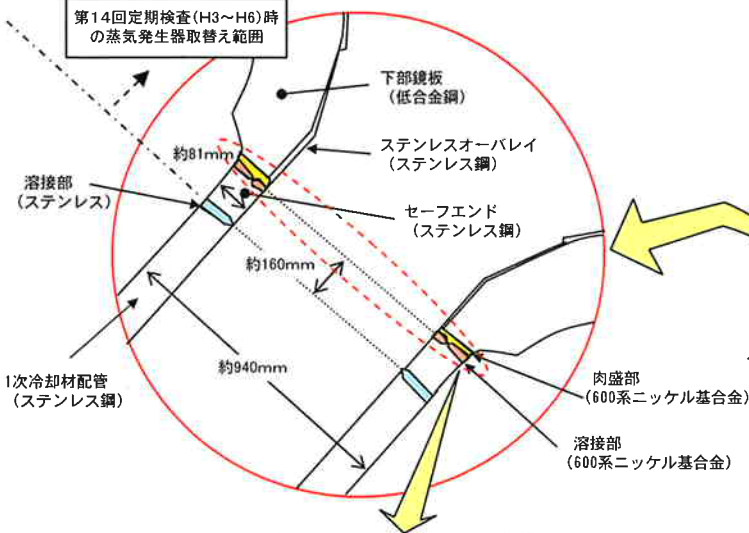 第14回定期検査(H3～H6)時
の蒸気発生器取替え範囲
下部鏡板
（低合金鋼）
ステンレスオーバレイ
（ステンレス鋼）
約81mm
溶接部
（ステンレス）
セーフエンド
（ステンレス鋼）
約160mm
約940mm
1次冷却材配管
（ステンレス鋼）
肉盛部
（600系ニッケル基合金）
溶接部
（600系ニッケル基合金）